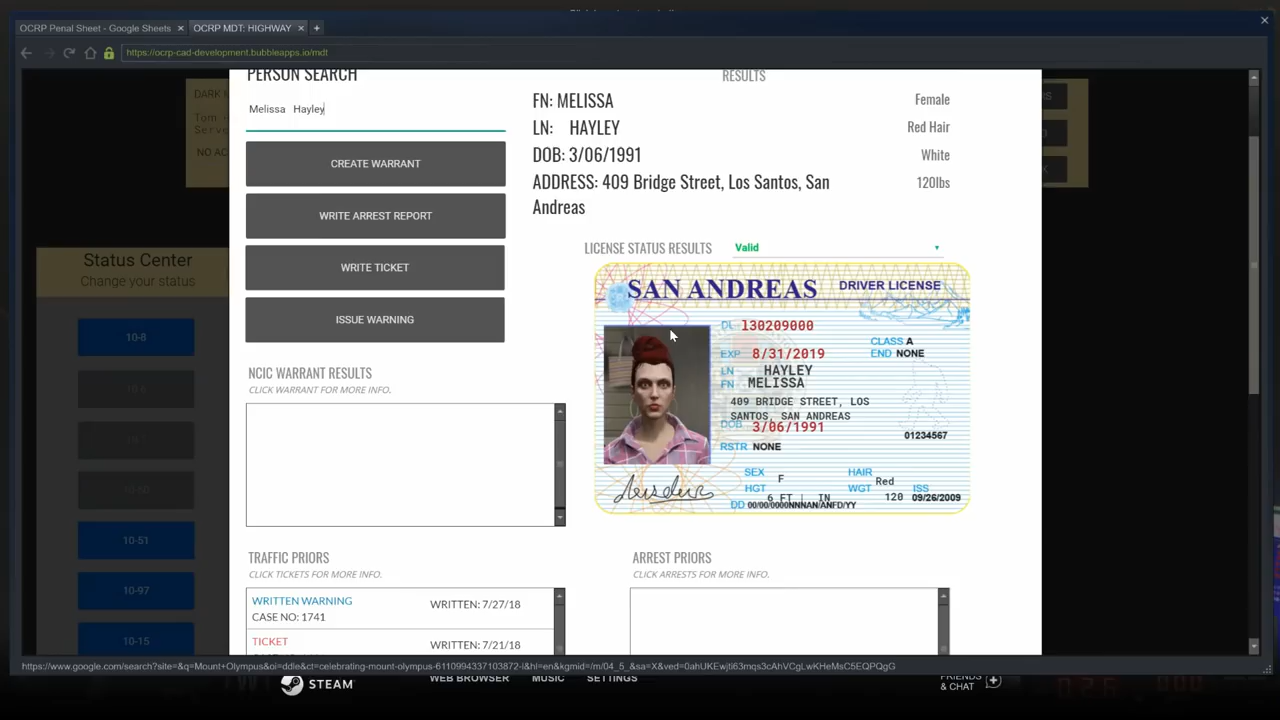 OCRP Penal Sheet - Google Sheets ×
OCRP MDT: HIGHWAY × +
https://ocrp-cad-development.bubbleapps.io/mdt
PERSON SEARCH
Melissa Hayley
CREATE WARRANT
WRITE ARREST REPORT
WRITE TICKET
ISSUE WARNING
NCIC WARRANT RESULTS
CLICK WARRANT FOR MORE INFO.
TRAFFIC PRIORS
CLICK TICKETS FOR MORE INFO.
WRITTEN WARNING WRITTEN: 7/27/18
CASE NO: 1741
TICKET WRITTEN: 7/21/18
RESULTS
FN: MELISSA Female
LN: HAYLEY Red Hair
DOB: 3/06/1991 White
ADDRESS: 409 Bridge Street, Los Santos, San 120lbs
Andreas
LICENSE STATUS RESULTS Valid
SAN ANDREAS DRIVER LICENSE
DL 130209000
EXP 8/31/2019
CLASS A
END NONE
LN HAYLEY
FN MELISSA
409 BRIDGE STREET, LOS
SANTOS, SAN ANDREAS
DOB 3/06/1991
01234567
RSTR NONE
SEX F HAIR Red
HGT 6 FT IN WGT 120 ISS 09/26/2009
DD 00/00/0000NNNAN/ANFD/YY
ARREST PRIORS
CLICK ARRESTS FOR MORE INFO.
Status Center
Change your status
10-8
10-51
10-97
10-15
STEAM
WEB BROWSER MUSIC SETTINGS
FRIENDS
& CHAT